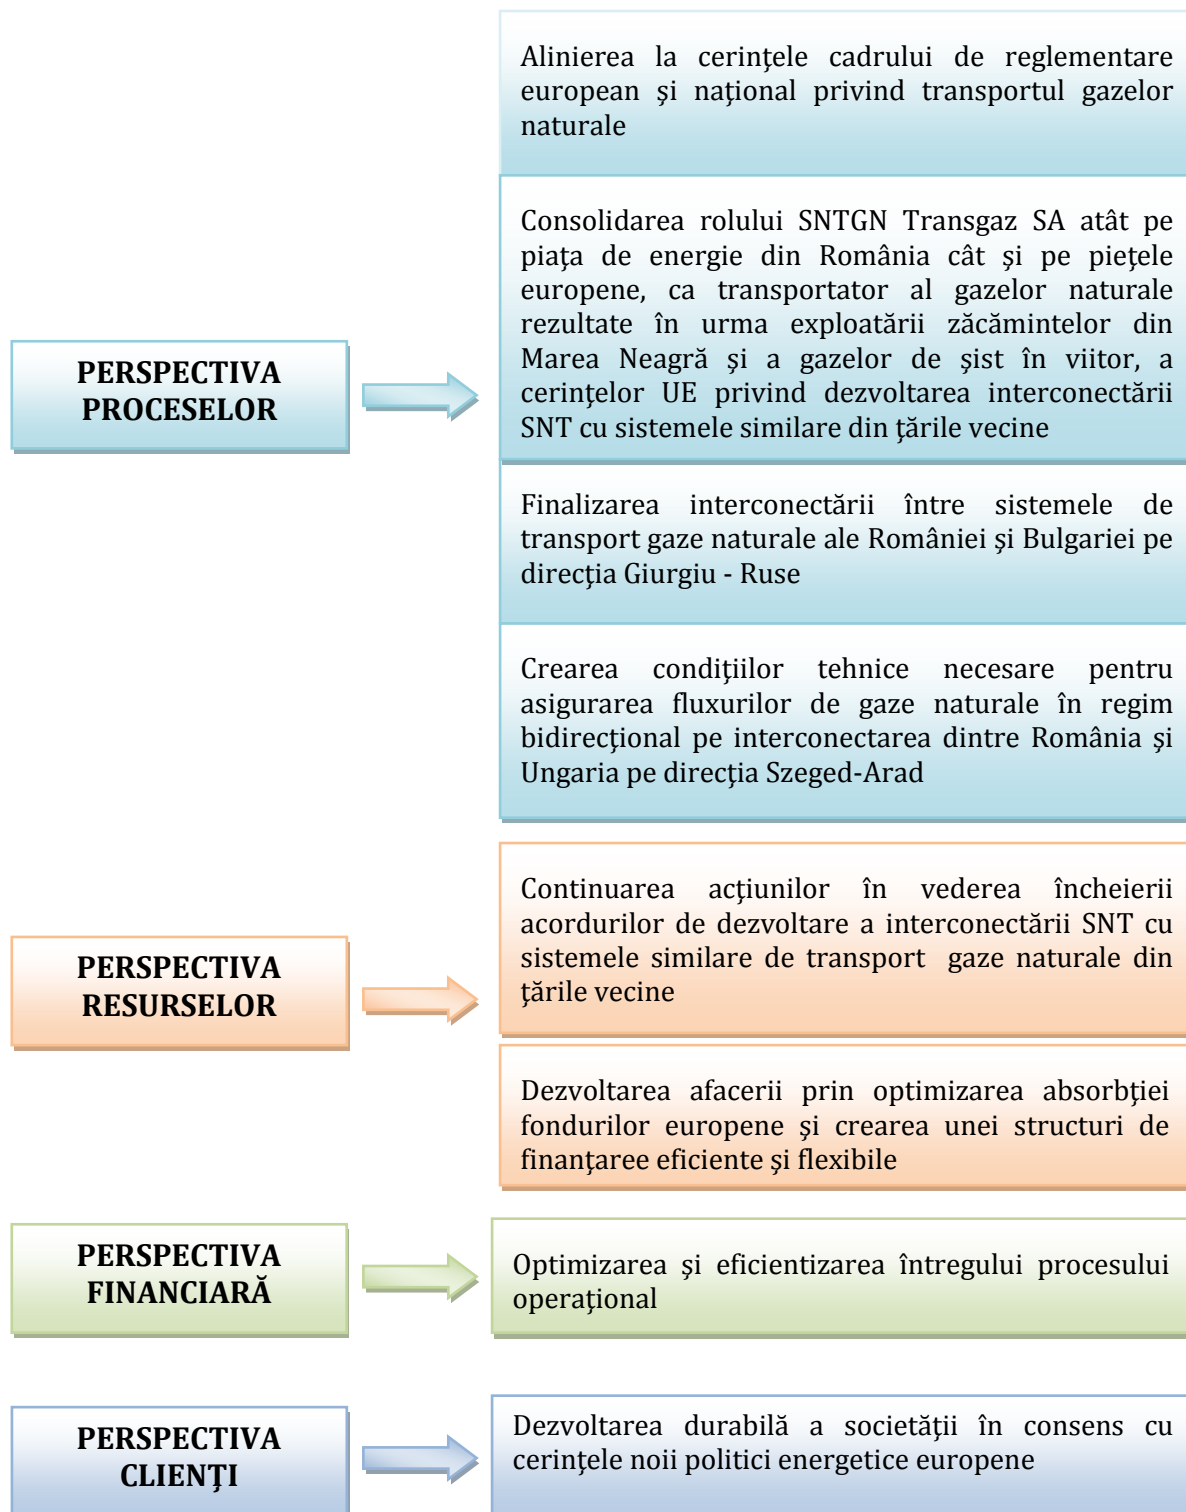 Alinierea la cerinţele cadrului de reglementare
european şi naţional privind transportul gazelor
naturale
PERSPECTIVA
PROCESELOR
Consolidarea rolului SNTGN Transgaz SA atât pe
piaţa de energie din România cât şi pe pieţele
europene, ca transportator al gazelor naturale
rezultate în urma exploatării zăcămintelor din
Marea Neagră şi a gazelor de şist în viitor, a
cerinţelor UE privind dezvoltarea interconectării
SNT cu sistemele similare din ţările vecine
Finalizarea interconectării între sistemele de
transport gaze naturale ale României şi Bulgariei pe
direcţia Giurgiu - Ruse
Crearea condiţiilor tehnice necesare pentru
asigurarea fluxurilor de gaze naturale în regim
bidirecţional pe interconectarea dintre România şi
Ungaria pe direcţia Szeged-Arad
PERSPECTIVA
RESURSELOR
Continuarea acţiunilor în vederea încheierii
acordurilor de dezvoltare a interconectării SNT cu
sistemele similare de transport gaze naturale din
ţările vecine
Dezvoltarea afacerii prin optimizarea absorbţiei
fondurilor europene şi crearea unei structuri de
finanţaree eficiente şi flexibile
PERSPECTIVA
FINANCIARĂ
Optimizarea şi eficientizarea întregului procesului
operaţional
PERSPECTIVA
CLIENŢI
Dezvoltarea durabilă a societăţii în consens cu
cerinţele noii politici energetice europene